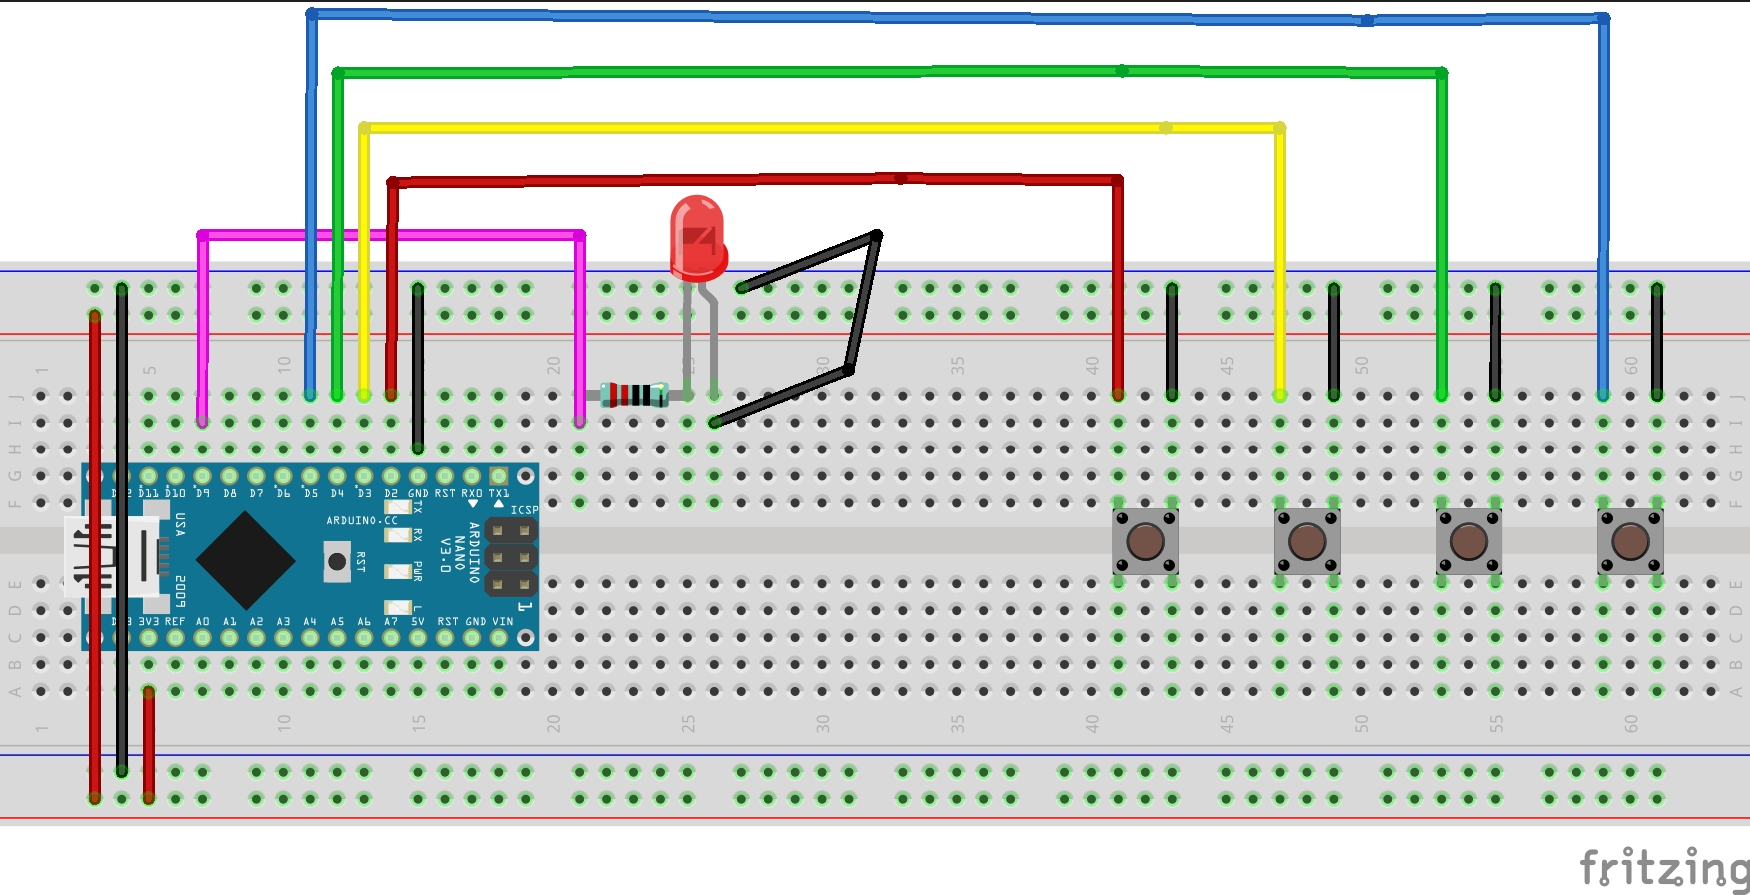 1 5 10 15 20 30 35 40 45 50 55 60
J J
I I
H H
G G
F F
D11 D10 D9 D8 D7 D6 D5 D4 D3 D2 GND RST RX0 TX1
USA
ARDUINO.CC
TX
RX
PWR
L
RST
ARDUINO
NANO
V3.0
ICSP
1
2009
3V3 REF A0 A1 A2 A3 A4 A5 A6 A7 5V RST GND VIN
E E
D D
C C
B B
A A
1 10 15 20 25 30 35 40 45 50 55 60
fritzing